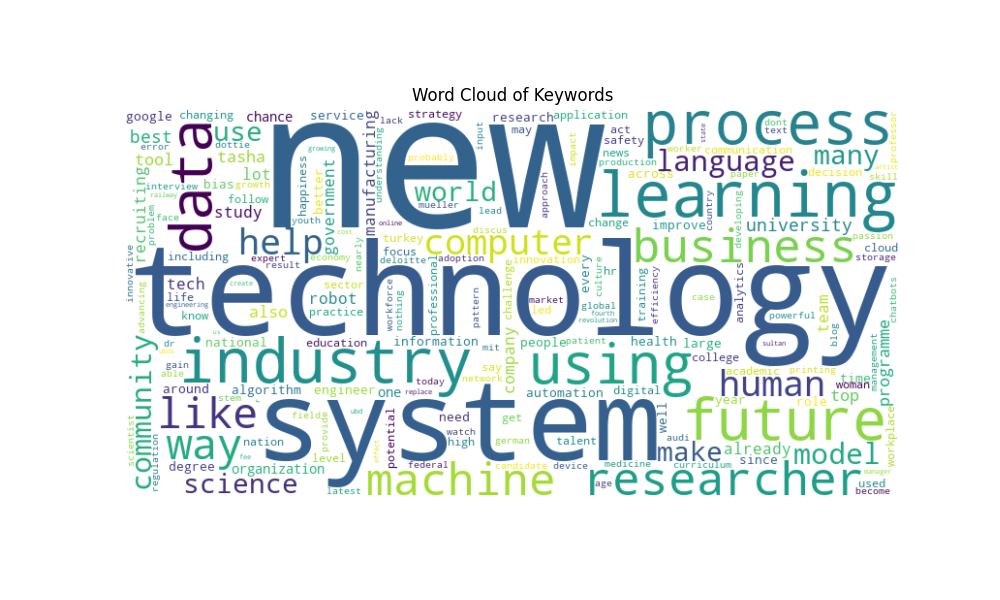 Word Cloud of Keywords
google changing chance service lack strategy research application process state dont text professor
best error dottie use new input may act safety worker communication
tool tasha data lot happiness growing manufacturing understanding probably impact news production language many artist
recruiting interview bias growth railway follow better government world approach across paper decision skill
innovative problem face study youth mueller lead learning country developing
help online discus change improve university passion
including expert result economy nearly turkey focus deloitte computer adoption innovation every culture hr business cloud storage
tech life engineering create sector cost technology professional pattern challenge market global fourth revolution training efficiency case analytics powerful team chatbots
advancing know robot practice also workforce nothing led blog
community dr national us education information mit company people patient health large sultan management programme
gain able industry say using college academic printing time woman
around algorithm stem engineer one today replace network automation digital human year role top
like field ubd system need get well audi future already workplace
scientist regulation way nation provide level effect potential watch high german talent make since model
degree fee organization federal candidate device medicine curriculum manager
science latest machine age researcher used become